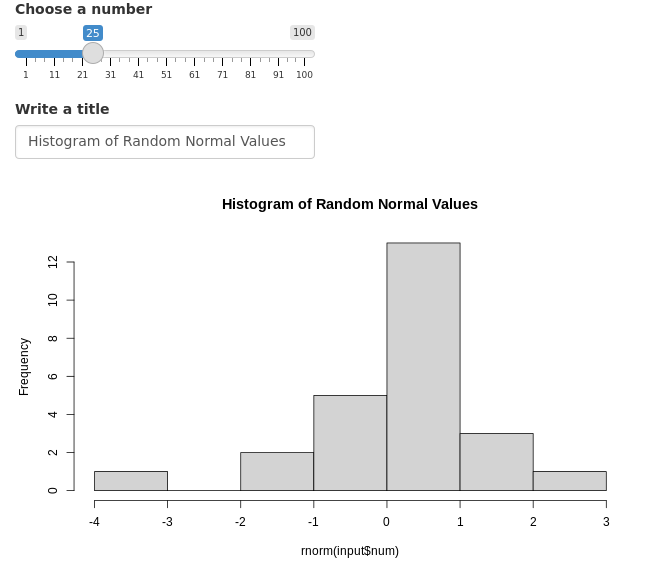 Choose a number
1 25 100
1 11 21 31 41 51 61 71 81 91 100
Write a title
Histogram of Random Normal Values
Histogram of Random Normal Values
12
10
8
6
4
2
0
Frequency
-4 -3 -2 -1 0 1 2 3
rnorm(input$num)